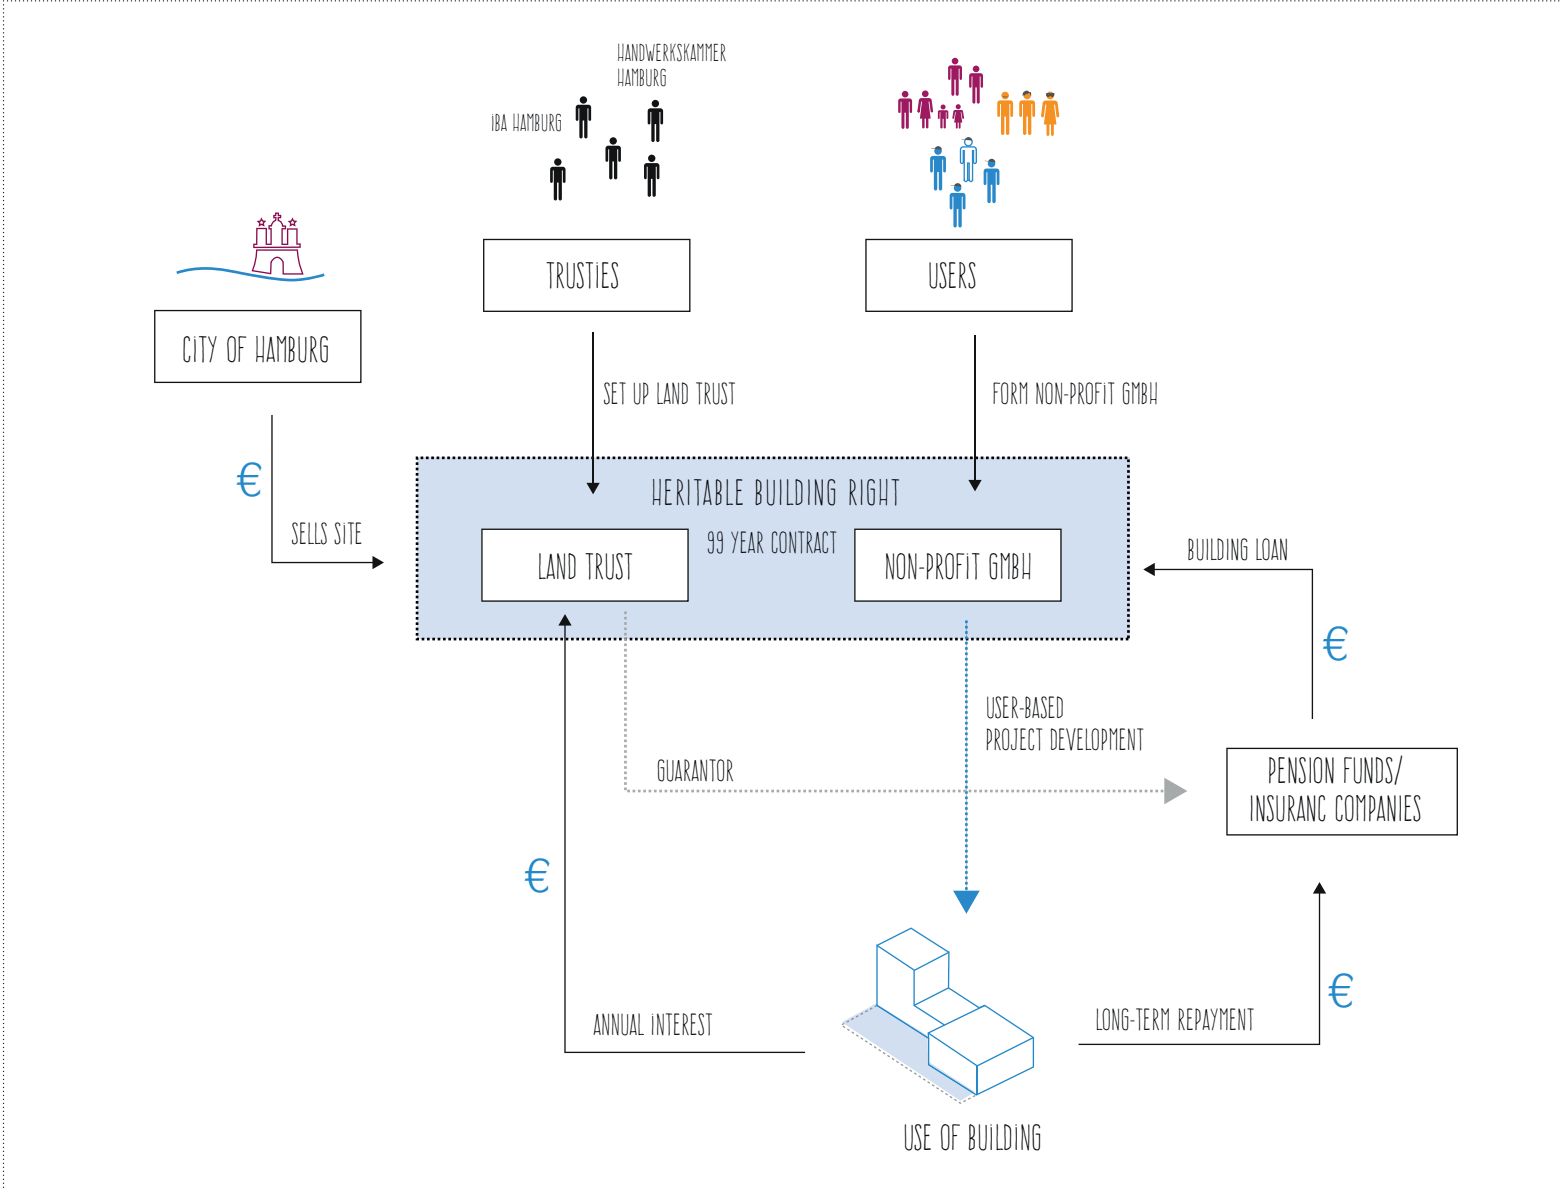 HANDWERKSKAMMER
HAMBURG
iBA HAMBURG
TRUSTiES
USERS
CiTY OF HAMBURG
SET UP LAND TRUST
FORM NON-PROFiT GMBH
€
HERITABLE BUILDING RIGHT
SELLS SiTE
99 YEAR CONTRACT
LAND TRUST
NON-PROFiT GMBH
BUILDING LOAN
€
USER-BASED
PROJECT DEVELOPMENT
GUARANTOR
PENSION FUNDS/
INSURANC COMPANIES
€
€
ANNUAL iNTEREST
LONG-TERM REPAYMENT
USE OF BUiLDiNG